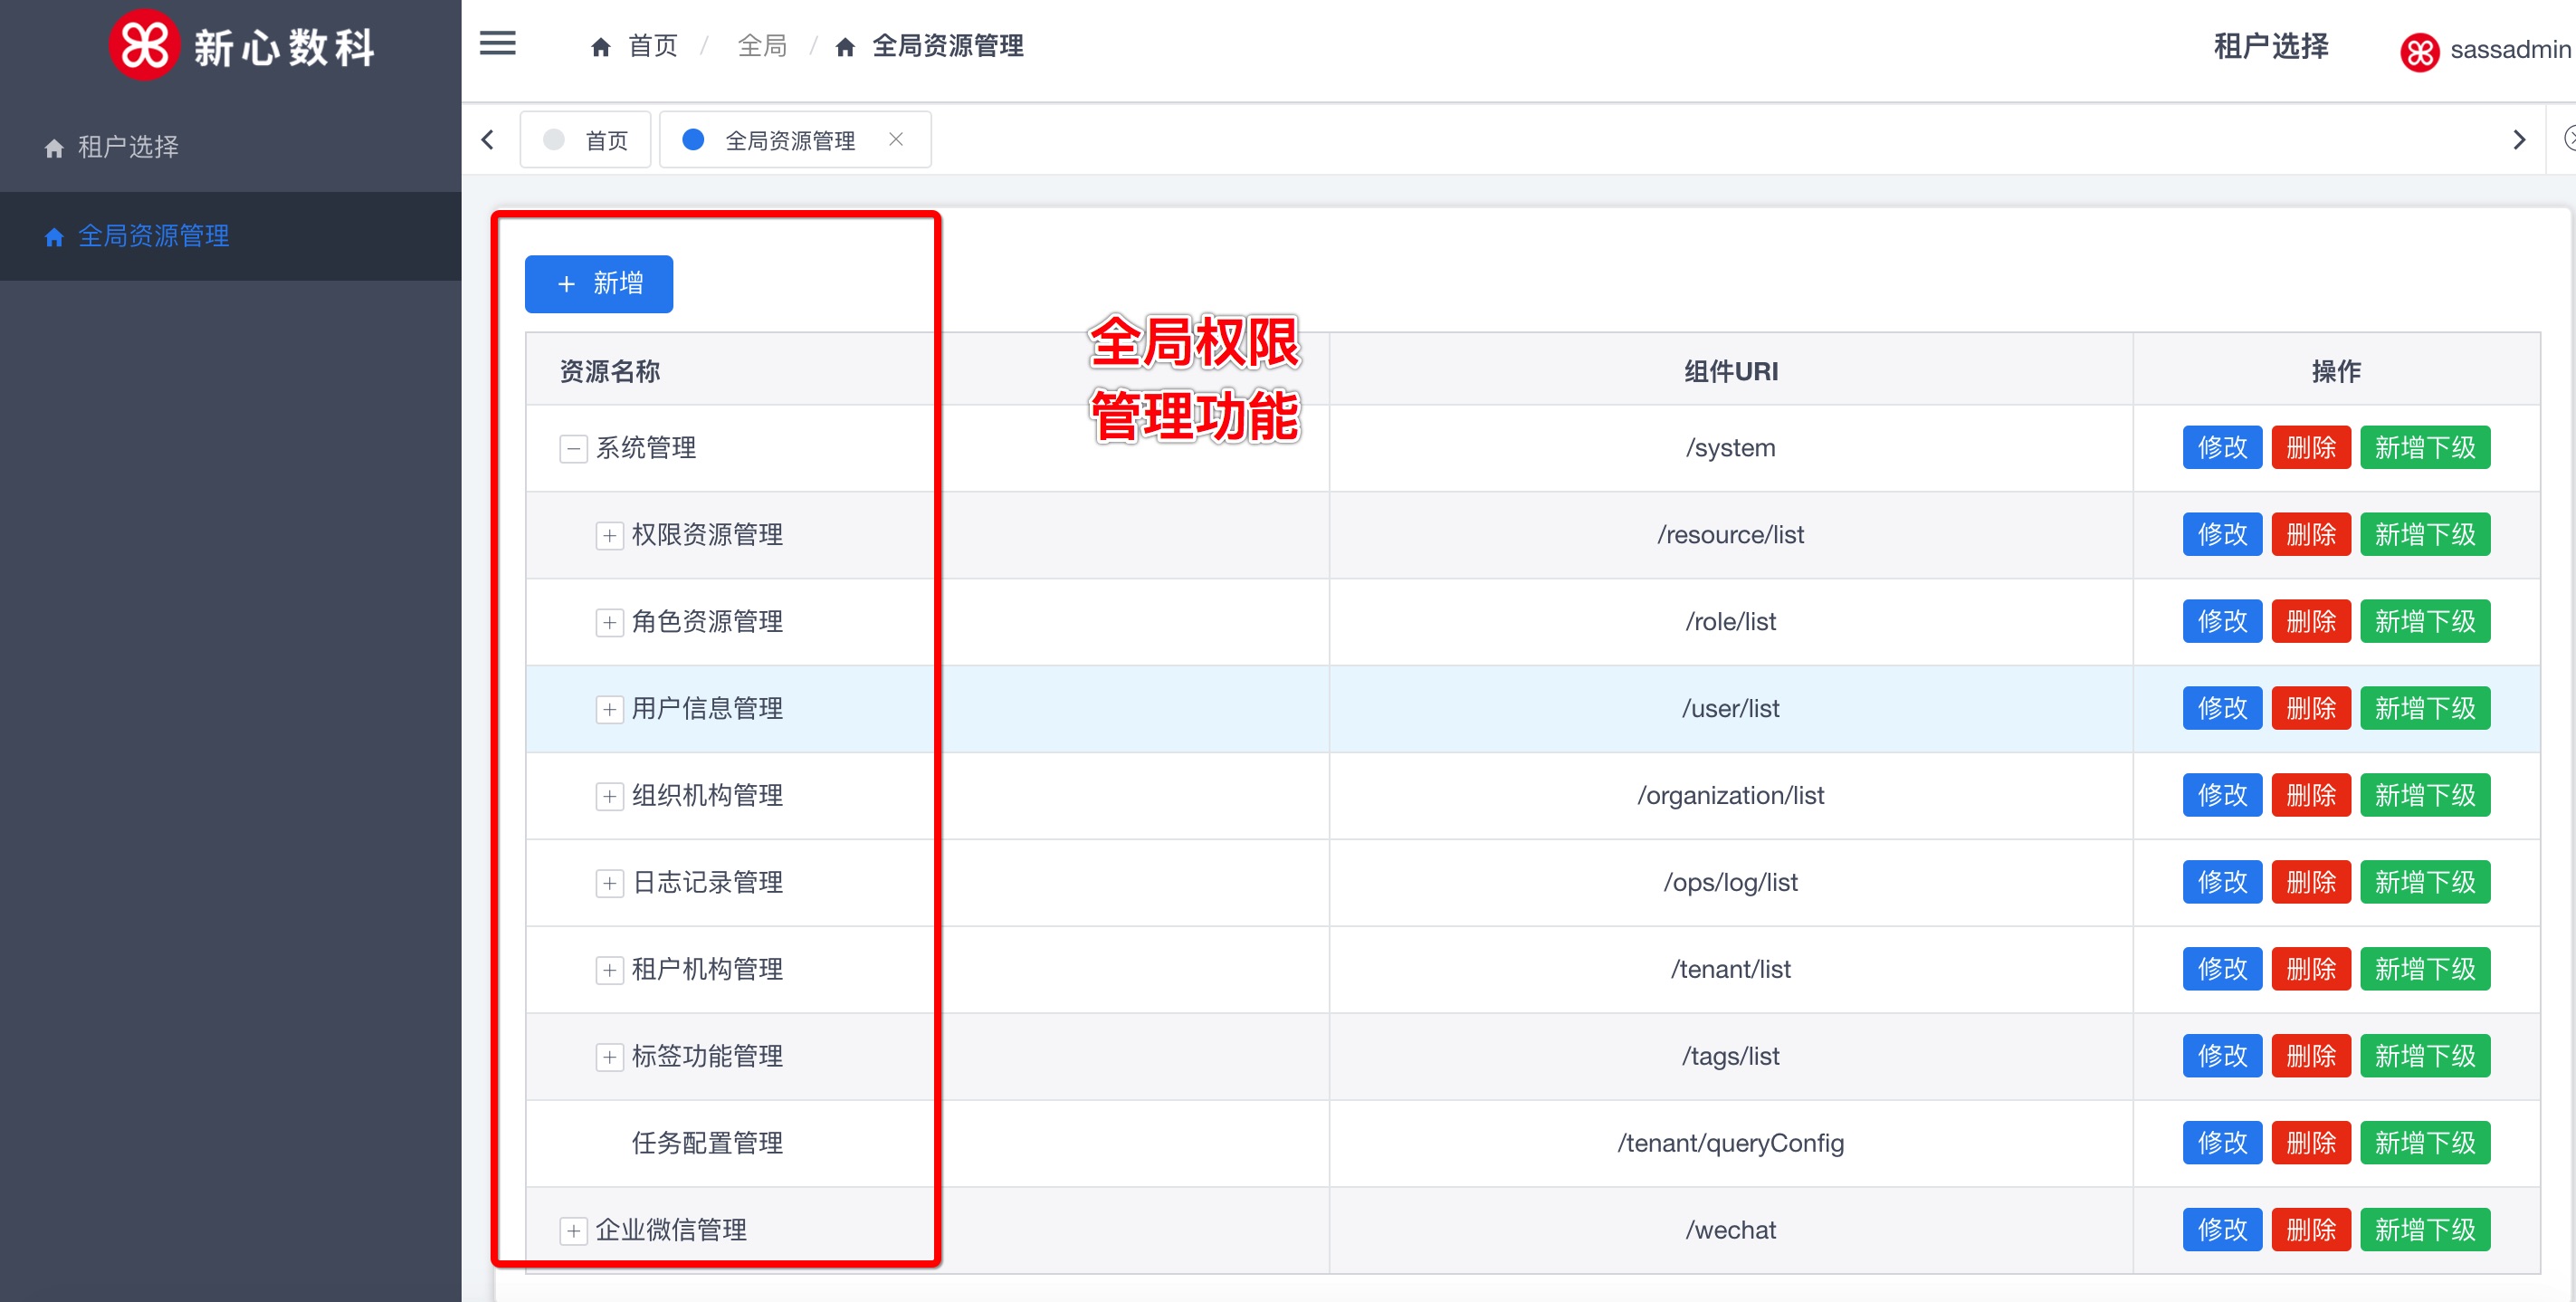 新心数科
首页 / 全局 / 全局资源管理
租户选择 sassadmin
租户选择
全局资源管理
首页 全局资源管理
+ 新增
全局权限
管理功能
资源名称 组件URI 操作
系统管理 /system 修改 删除 新增下级
权限资源管理 /resource/list 修改 删除 新增下级
角色资源管理 /role/list 修改 删除 新增下级
用户信息管理 /user/list 修改 删除 新增下级
组织机构管理 /organization/list 修改 删除 新增下级
日志记录管理 /ops/log/list 修改 删除 新增下级
租户机构管理 /tenant/list 修改 删除 新增下级
标签功能管理 /tags/list 修改 删除 新增下级
任务配置管理 /tenant/queryConfig 修改 删除 新增下级
企业微信管理 /wechat 修改 删除 新增下级